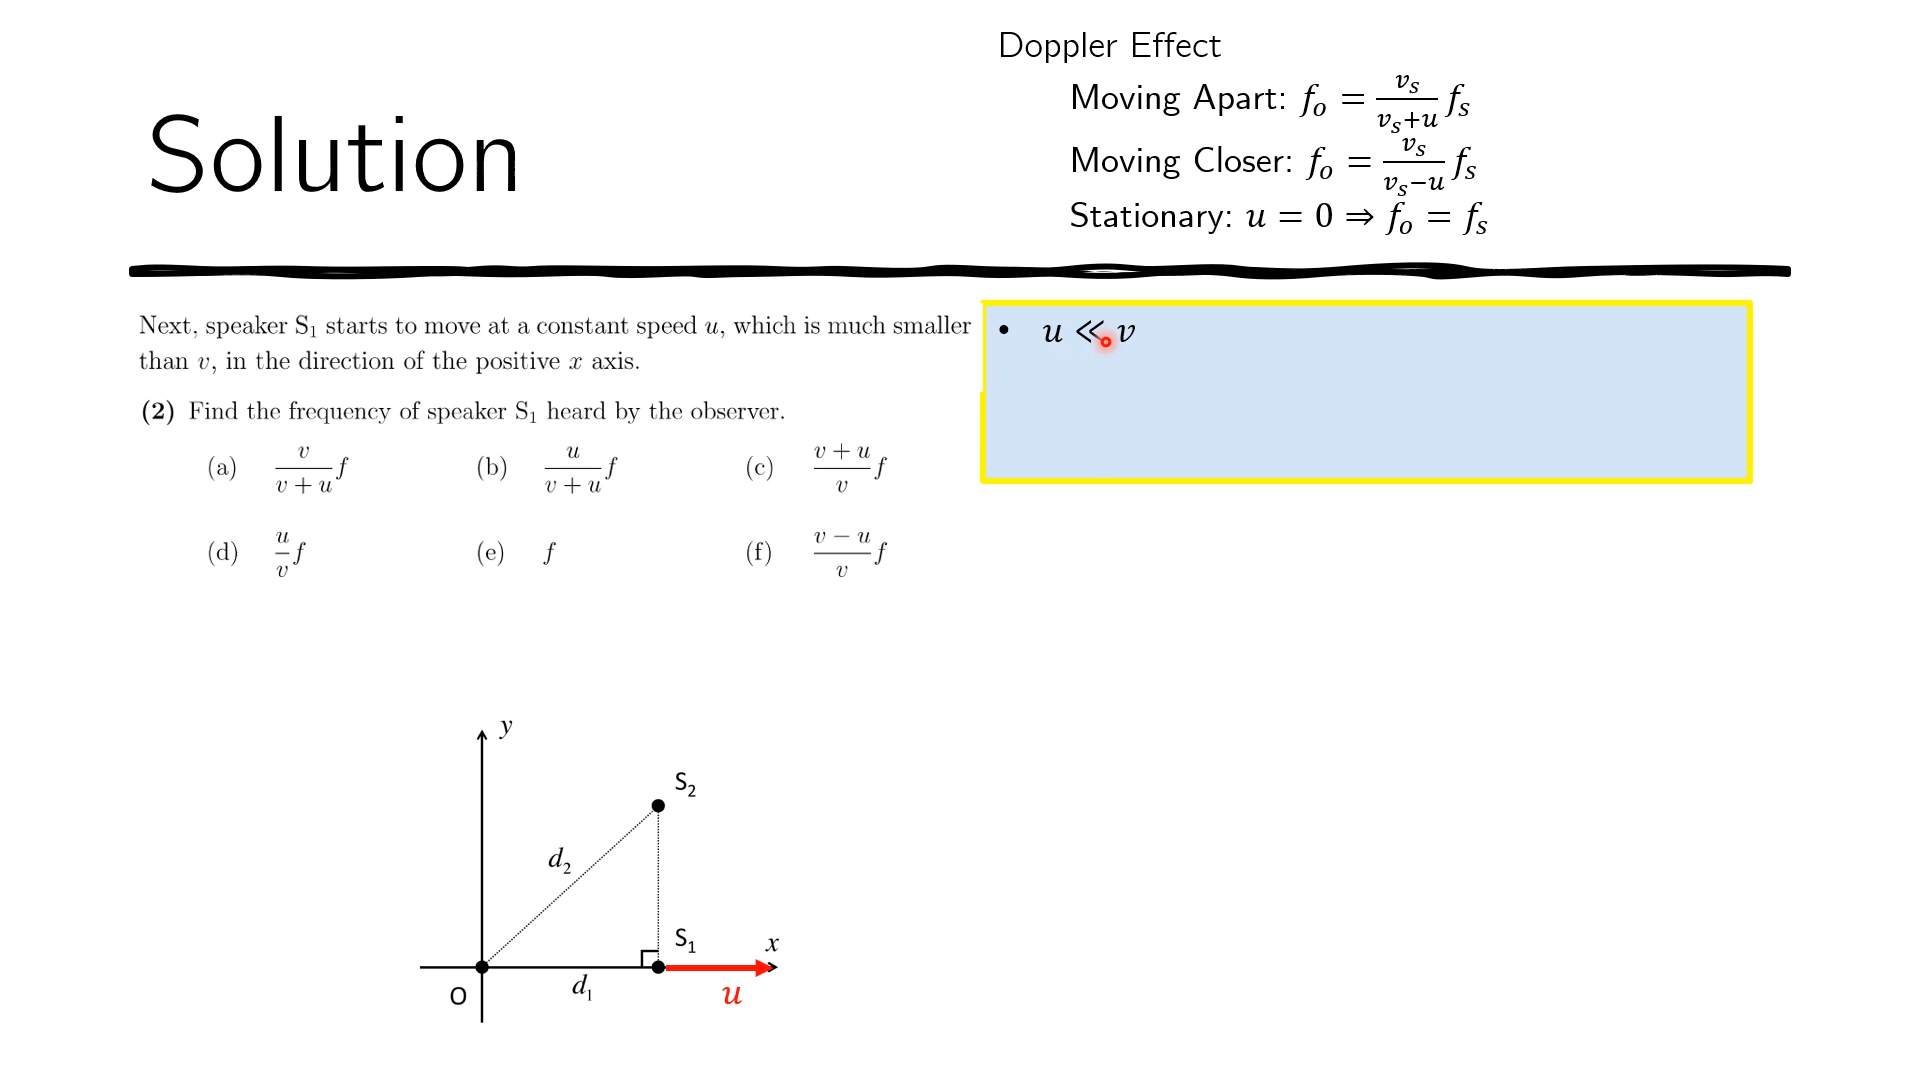 Solution
Doppler Effect
Moving Apart: f_o = \frac{v_s}{v_s+u} f_s
Moving Closer: f_o = \frac{v_s}{v_s−u} f_s
Stationary: u = 0 ⇒ f_o = f_s
Next, speaker S₁ starts to move at a constant speed u, which is much smaller
than v, in the direction of the positive x axis.
(2) Find the frequency of speaker S₁ heard by the observer.
(a) \frac{v}{v + u} f (b) \frac{u}{v + u} f (c) \frac{v + u}{v} f
(d) \frac{u}{v} f (e) f (f) \frac{v − u}{v} f
• u ≪ v
y
S₂
d₂
S₁
x
O
d₁
u